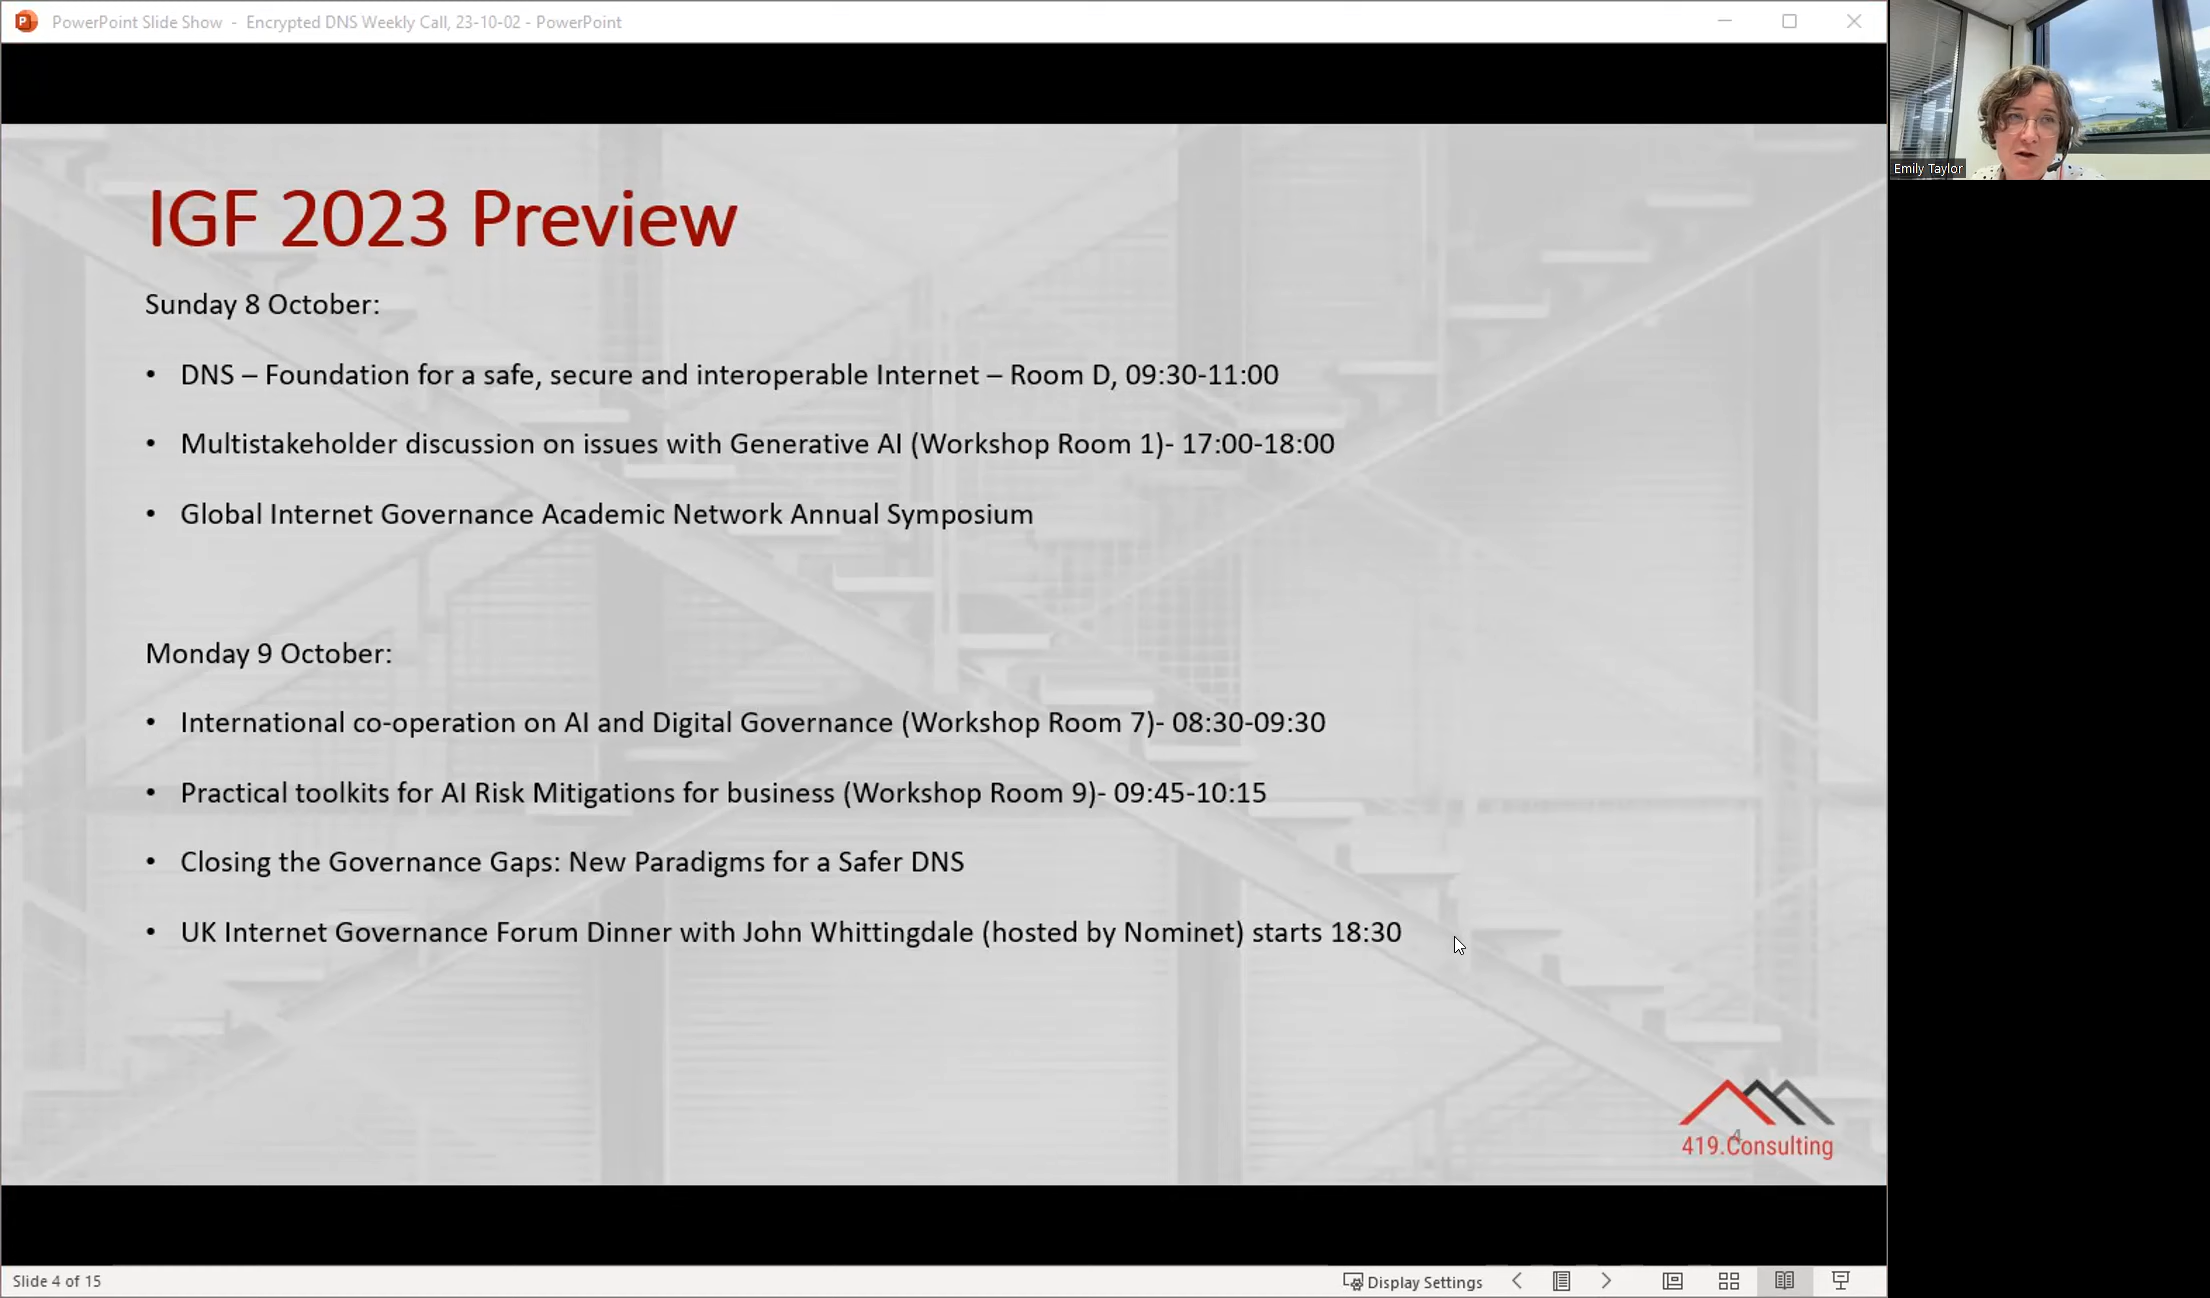 PowerPoint Slide Show - Encrypted DNS Weekly Call, 23-10-02 - PowerPoint
Emily Taylor
IGF 2023 Preview
Sunday 8 October:
• DNS – Foundation for a safe, secure and interoperable Internet – Room D, 09:30-11:00
• Multistakeholder discussion on issues with Generative AI (Workshop Room 1)- 17:00-18:00
• Global Internet Governance Academic Network Annual Symposium
Monday 9 October:
• International co-operation on AI and Digital Governance (Workshop Room 7)- 08:30-09:30
• Practical toolkits for AI Risk Mitigations for business (Workshop Room 9)- 09:45-10:15
• Closing the Governance Gaps: New Paradigms for a Safer DNS
• UK Internet Governance Forum Dinner with John Whittingdale (hosted by Nominet) starts 18:30
4
419.Consulting
Slide 4 of 15
Display Settings